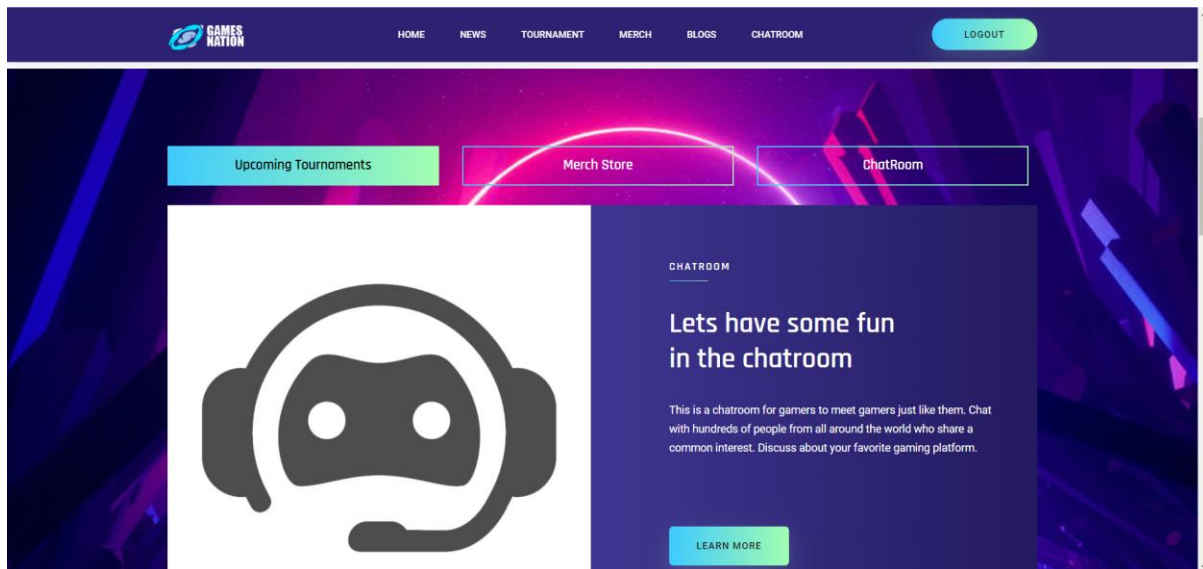 GAMES
NATION
HOME NEWS TOURNAMENT MERCH BLOGS CHATROOM LOGOUT
Upcoming Tournaments Merch Store ChatRoom
CHATROOM
Lets have some fun
in the chatroom
This is a chatroom for gamers to meet gamers just like them. Chat
with hundreds of people from all around the world who share a
common interest. Discuss about your favorite gaming platform.
LEARN MORE